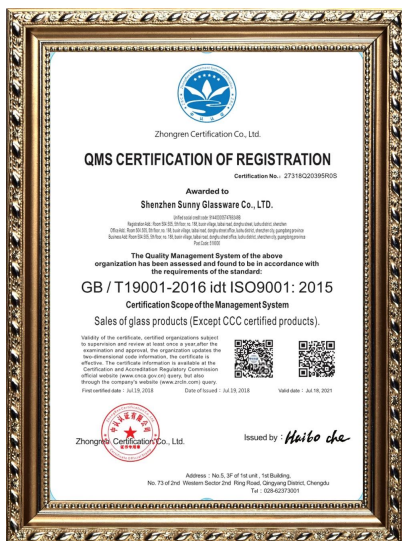 Zhongren Certification Co., Ltd.
QMS CERTIFICATION OF REGISTRATION
Certification No.: 27318Q20395R0S
Awarded to
Shenzhen Sunny Glassware Co., LTD.
The Quality Management System of the above
organization has been assessed and found to be in accordance with
the requirements of the standard:
GB / T19001-2016 idt ISO9001: 2015
Certification Scope of the Management System
Sales of glass products (Except CCC certified products).
Validity of the certificate, certified organizations subject
to supervision and review at least once a year.after the
examination and approval, the organization updates the
two-dimensional code information, the certificate is
effective. The certificate information is available at the
Certification and Accreditation Regulatory Commission
official website (www.cnca.gov.cn) query, but also
through the company's website (www.zrcln.com) query.
First certified date : Jul.19, 2018
Date of Issued : Jul.19, 2018
Valid date : Jul.18, 2021
Zhongren Certification Co., Ltd.
Issued by : Haibo che
Address : No.5, 3F of 1st unit , 1st Building.
No. 73 of 2nd Western Sector 2nd Ring Road, Qingyang District, Chengdu
Tel : 028-62373001